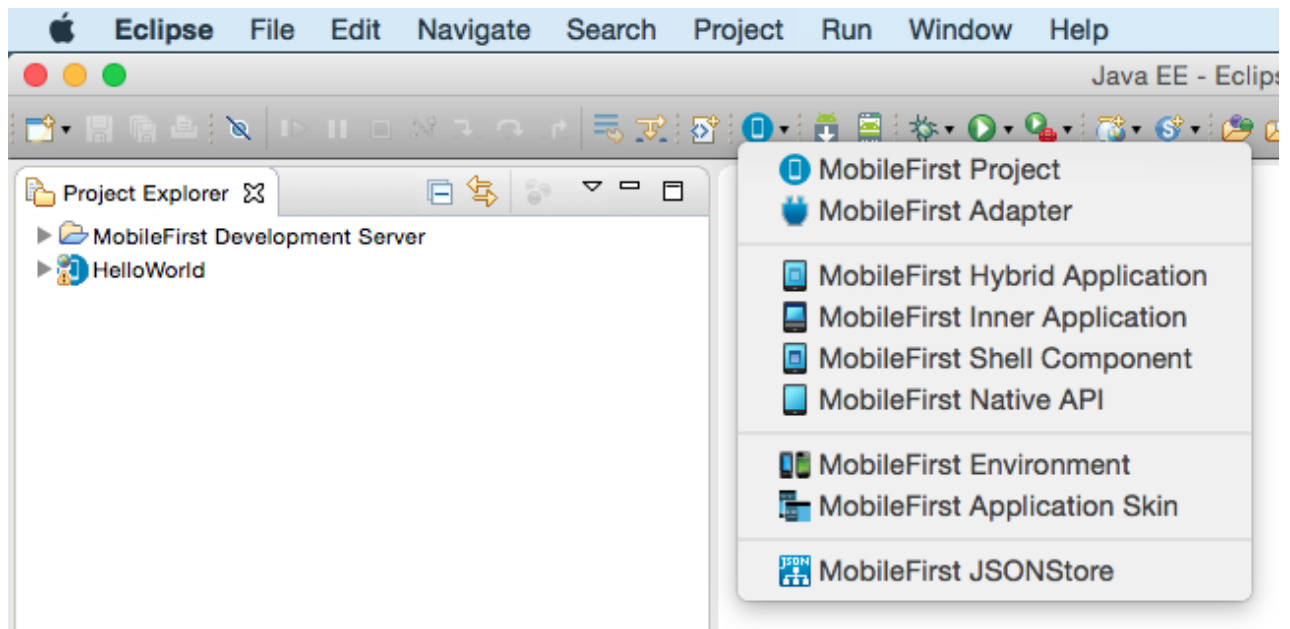 Eclipse File Edit Navigate Search Project Run Window Help
Java EE - Eclips
Project Explorer
MobileFirst Development Server
HelloWorld
MobileFirst Project
MobileFirst Adapter
MobileFirst Hybrid Application
MobileFirst Inner Application
MobileFirst Shell Component
MobileFirst Native API
MobileFirst Environment
MobileFirst Application Skin
JSON
MobileFirst JSONStore